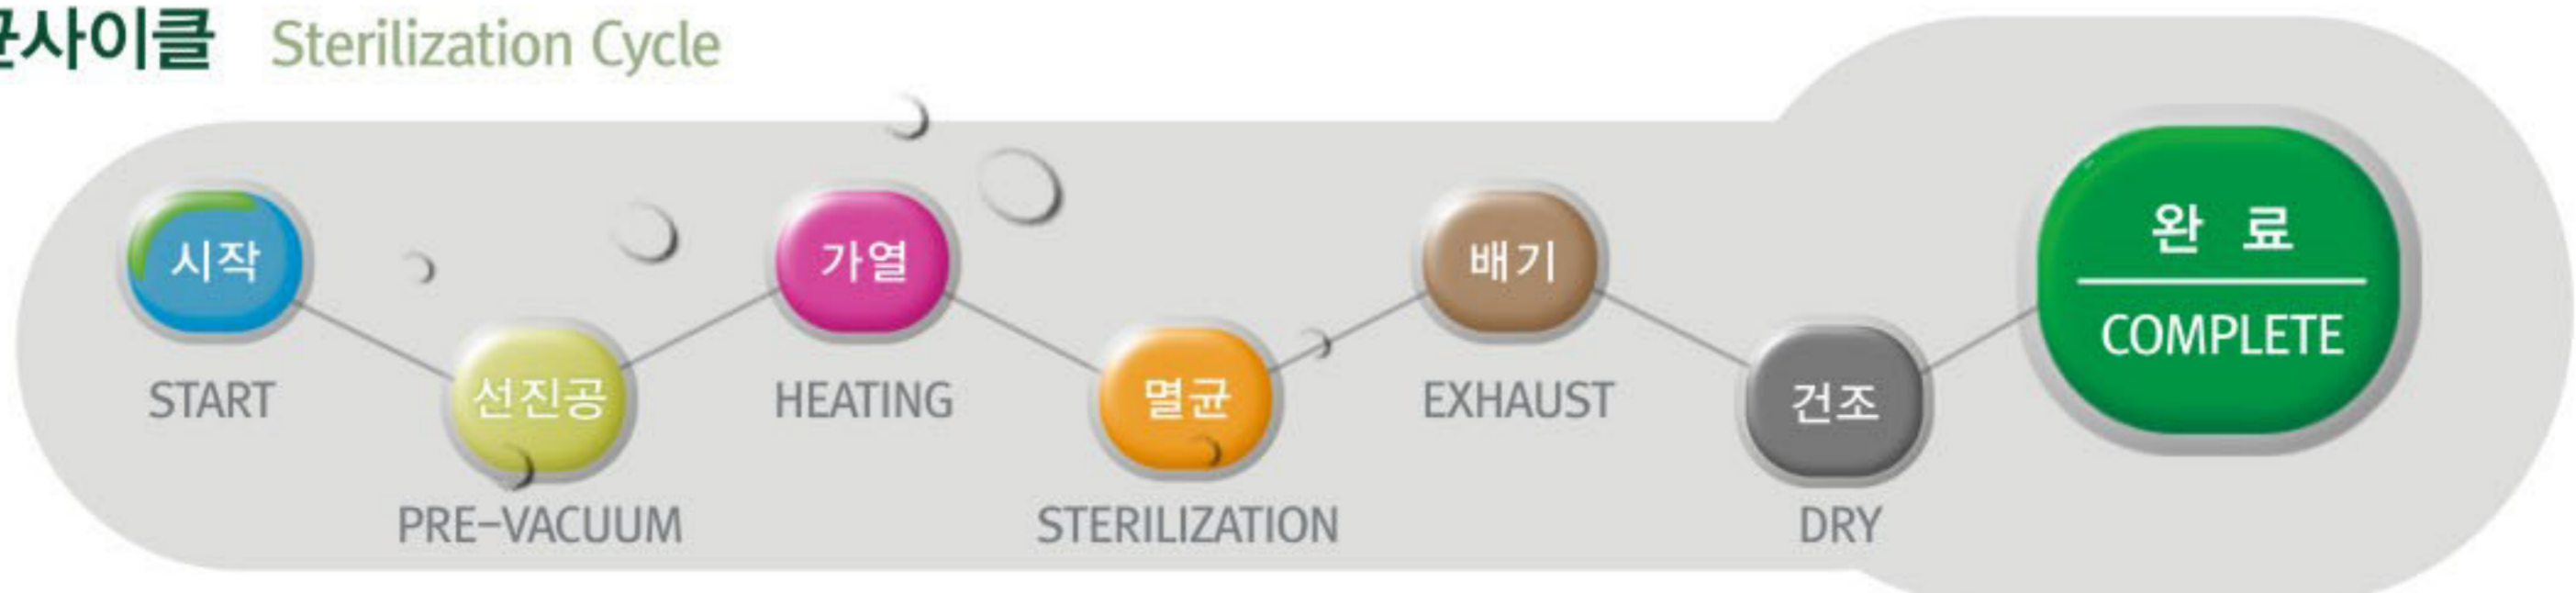 사이클 Sterilization Cycle
시작
START
선진공
PRE-VACUUM
가열
HEATING
멸균
STERILIZATION
배기
EXHAUST
건조
DRY
완 료
COMPLETE